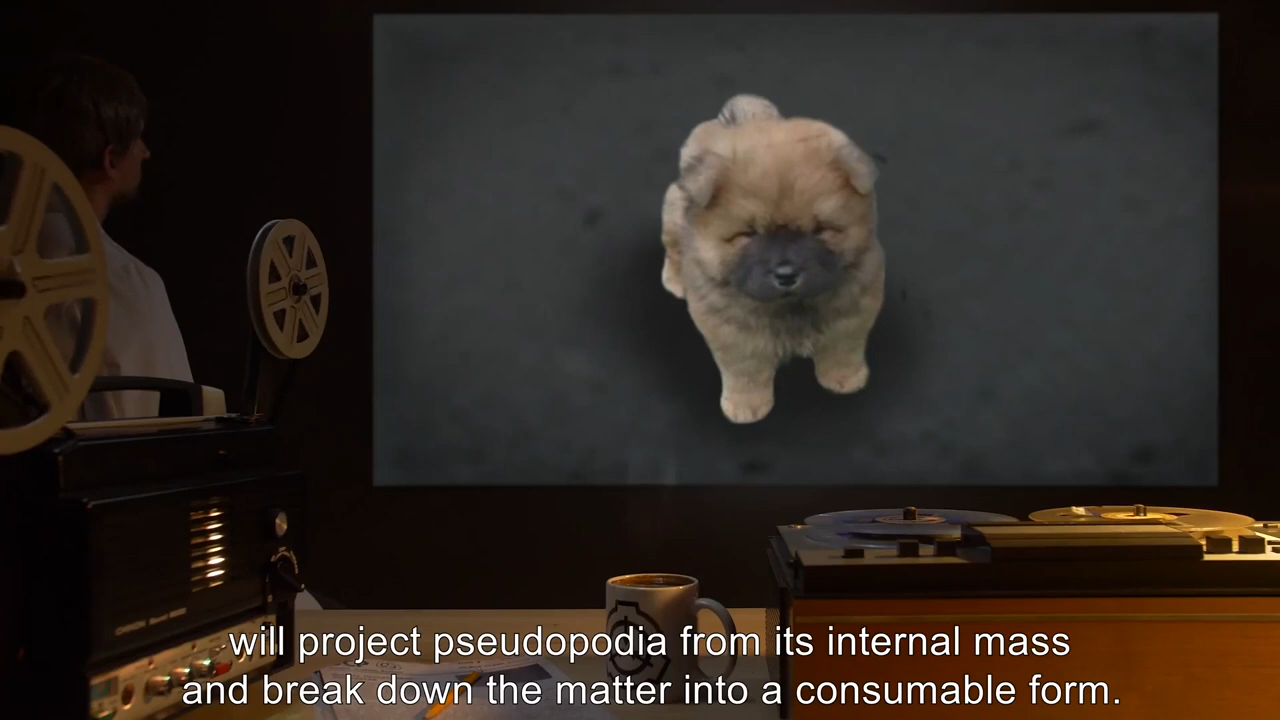 will project pseudopodia from its internal mass
and break down the matter into a consumable form.